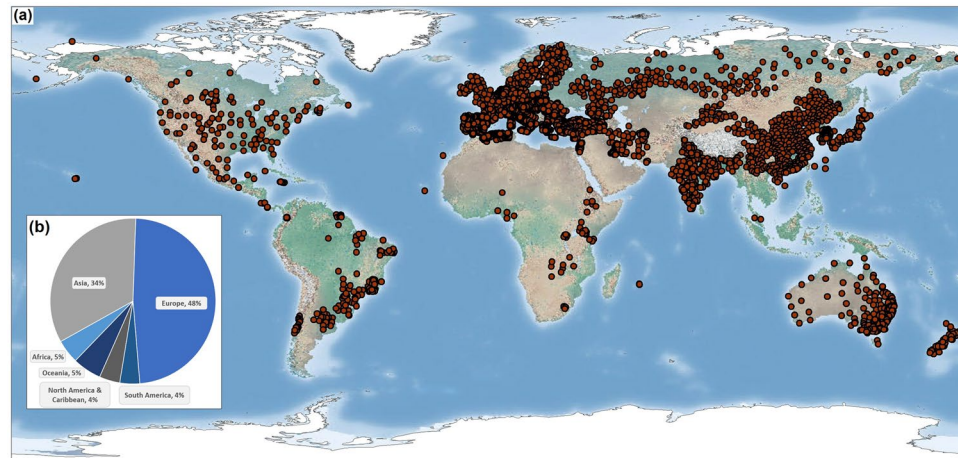 (a)
(b)
Asia, 34%
Europe, 48%
Africa, 5%
Oceania, 5%
North America &
Caribbean, 4%
South America, 4%